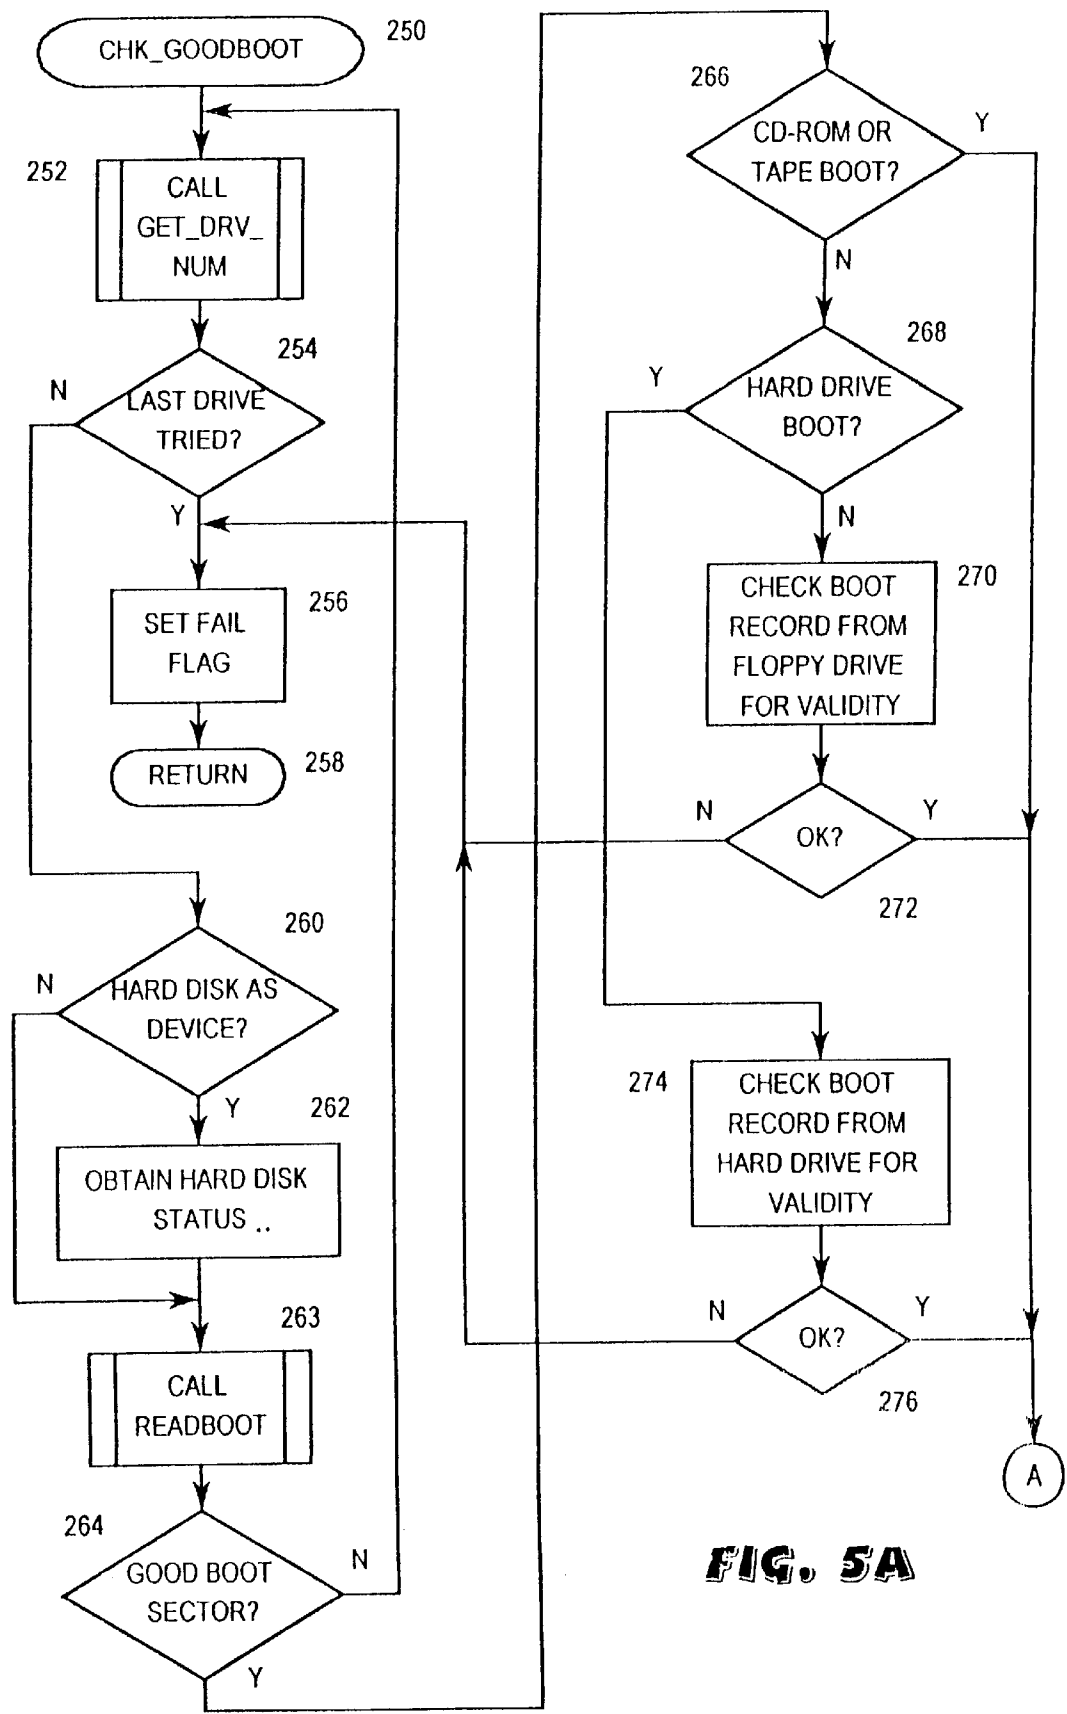 CHK_GOODBOOT
250
252
CALL
GET_DRV_
NUM
254
N
LAST DRIVE
TRIED?
Y
256
SET FAIL
FLAG
258
RETURN
260
N
HARD DISK AS
DEVICE?
Y
262
OBTAIN HARD DISK
STATUS ..
263
CALL
READBOOT
264
GOOD BOOT
SECTOR?
N
Y
266
CD-ROM OR
TAPE BOOT?
Y
N
268
Y
HARD DRIVE
BOOT?
N
270
CHECK BOOT
RECORD FROM
FLOPPY DRIVE
FOR VALIDITY
N
OK?
Y
272
274
CHECK BOOT
RECORD FROM
HARD DRIVE FOR
VALIDITY
N
OK?
Y
276
A
FIG. 5A